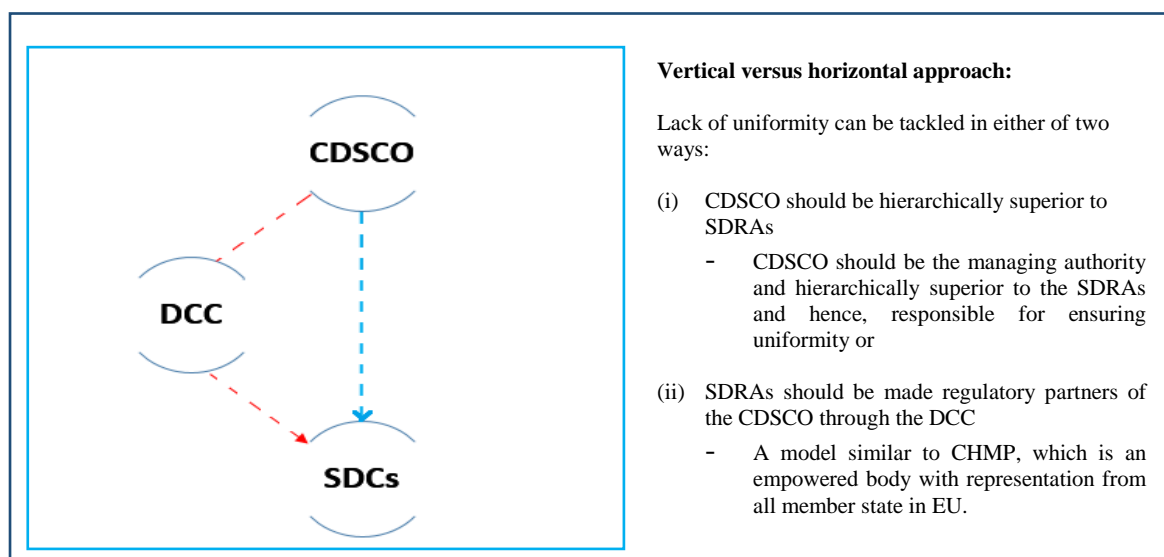 CDSCO
DCC
SDCs
Vertical versus horizontal approach:
Lack of uniformity can be tackled in either of two
ways:
(i) CDSCO should be hierarchically superior to
SDRAs
- CDSCO should be the managing authority
and hierarchically superior to the SDRAs
and hence, responsible for ensuring
uniformity or
(ii) SDRAs should be made regulatory partners of
the CDSCO through the DCC
- A model similar to CHMP, which is an
empowered body with representation from
all member state in EU.